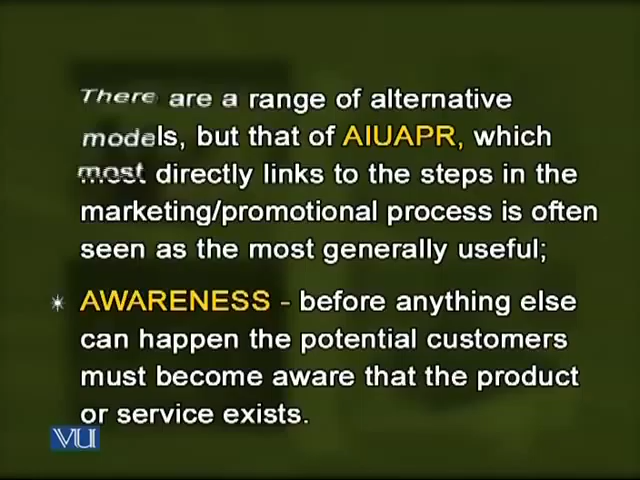 There are a range of alternative
models, but that of AIUAPR, which
most directly links to the steps in the
marketing/promotional process is often
seen as the most generally useful;
AWARENESS - before anything else
can happen the potential customers
must become aware that the product
or service exists.
VU